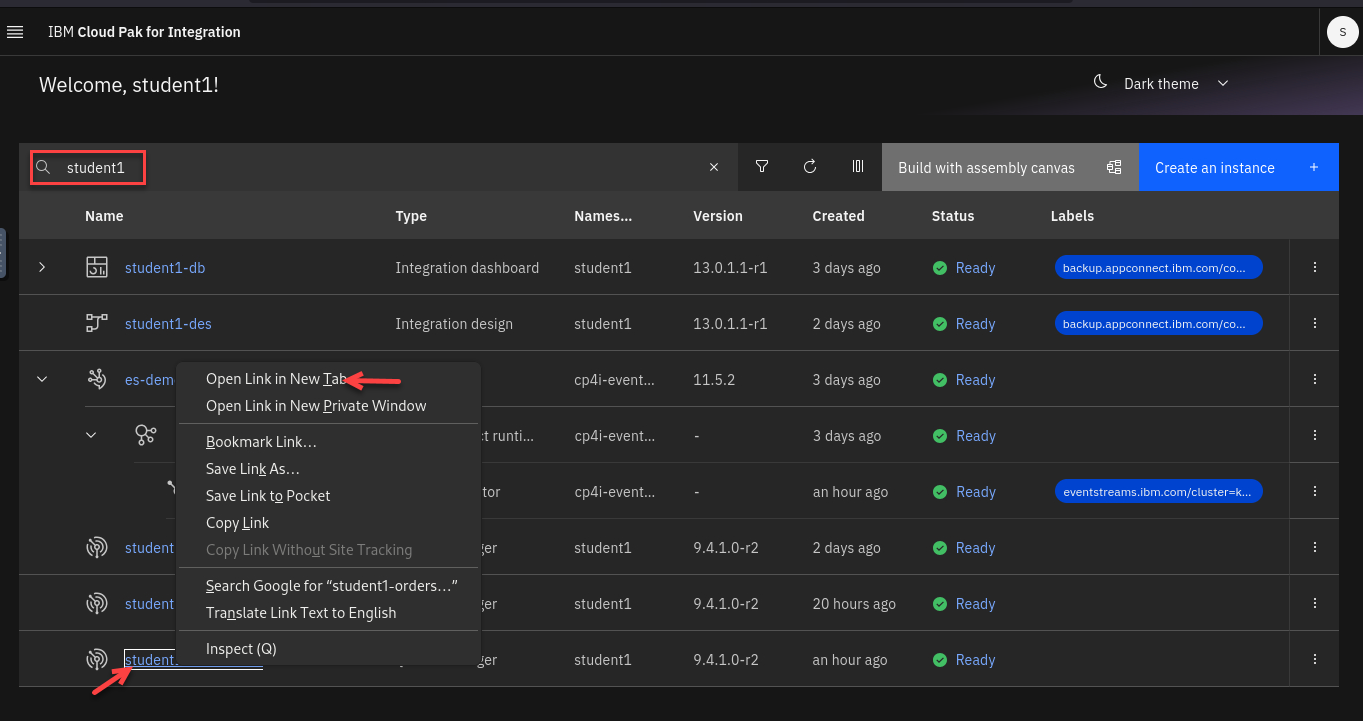 IBM Cloud Pak for Integration
S
Welcome, student1!
Dark theme
student1
Build with assembly canvas
Create an instance +
Name Type Names... Version Created Status Labels
student1-db Integration dashboard student1 13.0.1.1-r1 3 days ago Ready backup.appconnect.ibm.com/co...
student1-des Integration design student1 13.0.1.1-r1 2 days ago Ready backup.appconnect.ibm.com/co...
es-dem cp4i-event... 11.5.2 3 days ago Ready
ct runti... cp4i-event... - 3 days ago Ready
tor cp4i-event... - an hour ago Ready eventstreams.ibm.com/cluster=k...
student ger student1 9.4.1.0-r2 2 days ago Ready
student ger student1 9.4.1.0-r2 20 hours ago Ready
student ger student1 9.4.1.0-r2 an hour ago Ready
Open Link in New Tab
Open Link in New Private Window
Bookmark Link...
Save Link As...
Save Link to Pocket
Copy Link
Copy Link Without Site Tracking
Search Google for “student1-orders...”
Translate Link Text to English
Inspect (Q)